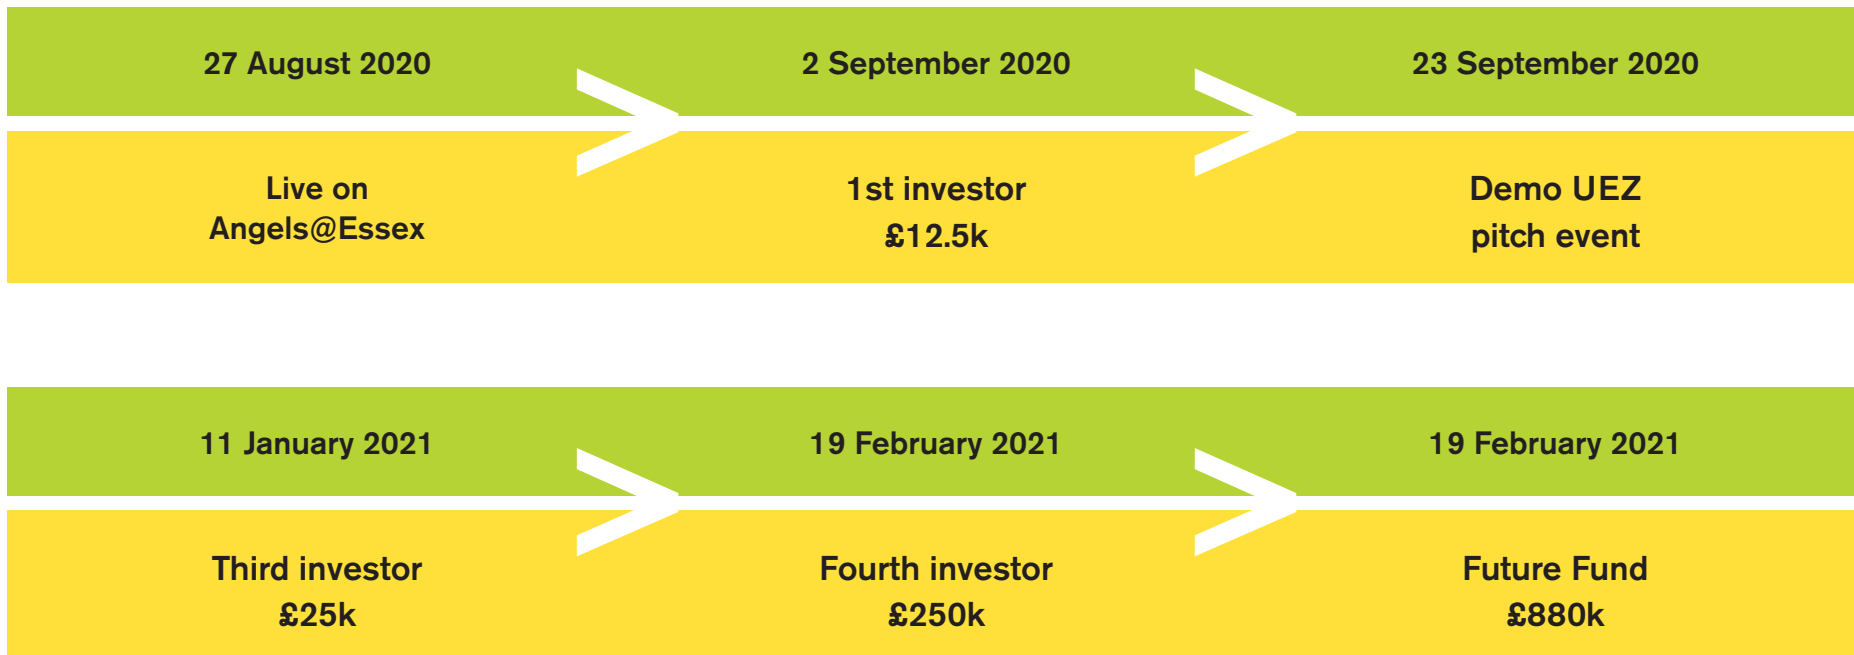 27 August 2020
2 September 2020
23 September 2020
Live on
Angels@Essex
1st investor
£12.5k
Demo UEZ
pitch event
11 January 2021
19 February 2021
19 February 2021
Third investor
£25k
Fourth investor
£250k
Future Fund
£880k